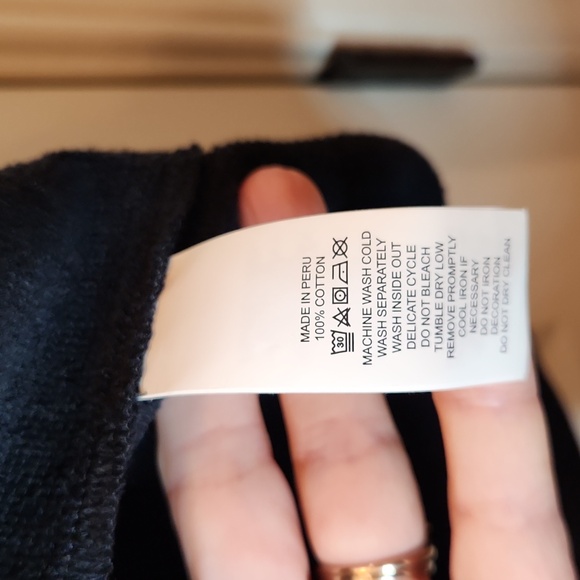 MADE IN PERU
100% COTTON
30
MACHINE WASH COLD
WASH SEPARATELY
WASH INSIDE OUT
DELICATE CYCLE
DO NOT BLEACH
TUMBLE DRY LOW
REMOVE PROMPTLY
COOL IRON IF
NECESSARY
DO NOT IRON
DECORATION
DO NOT DRY CLEAN